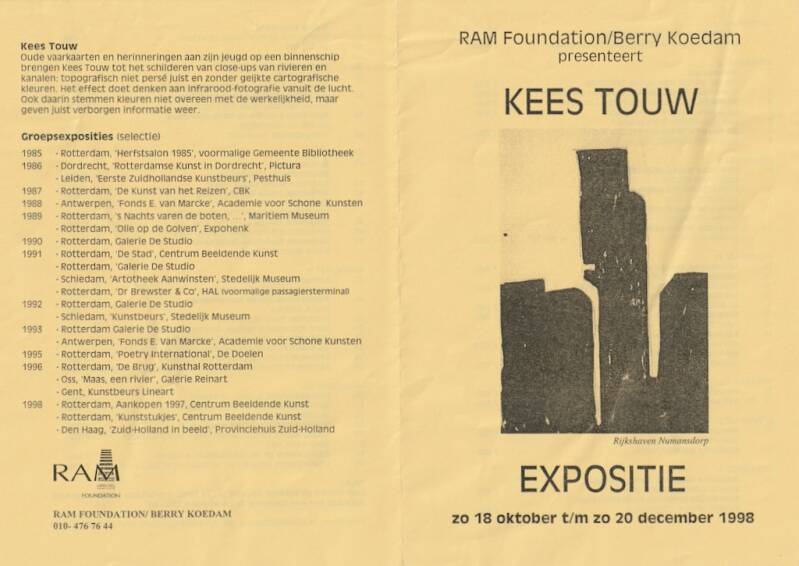 Kees Touw
Oude vaarkaarten en herinneringen aan zijn jeugd op een binnenschip
brengen Kees Touw tot het schilderen van close-ups van rivieren en
kanalen: topografisch niet persé juist en zonder geijkte cartografische
kleuren. Het effect doet denken aan infrarood-fotografie vanuit de lucht.
Ook daarin stemmen kleuren niet overeen met de werkelijkheid, maar
geven juist verborgen informatie weer.
Groepsexposities (selectie)
1985 - Rotterdam, 'Herfstsalon 1985', voormalige Gemeente Bibliotheek
1986 - Dordrecht, 'Rotterdamse Kunst in Dordrecht', Pictura
- Leiden, 'Eerste Zuidhollandse Kunstbeurs', Pesthuis
1987 - Rotterdam, 'De Kunst van het Reizen', CBK
1988 - Antwerpen, 'Fonds E. van Marcke', Academie voor Schone Kunsten
1989 - Rotterdam, 's Nachts varen de boten, ...', Maritiem Museum
- Rotterdam, 'Olie op de Golven', Expohenk
1990 - Rotterdam, Galerie De Studio
1991 - Rotterdam, 'De Stad', Centrum Beeldende Kunst
- Rotterdam, 'Galerie De Studio
- Schiedam, 'Artotheek Aanwinsten', Stedelijk Museum
- Rotterdam, 'Dr Brewster & Co', HAL (voormalige passagiersterminal)
1992 - Rotterdam, Galerie De Studio
- Schiedam, 'Kunstbeurs', Stedelijk Museum
1993 - Rotterdam Galerie De Studio
- Antwerpen, 'Fonds E. Van Marcke', Academie voor Schone Kunsten
1995 - Rotterdam, 'Poetry International', De Doelen
1996 - Rotterdam, 'De Brug', Kunsthal Rotterdam
- Oss, 'Maas, een rivier', Galerie Reinart
- Gent, Kunstbeurs Lineart
1998 - Rotterdam, Aankopen 1997, Centrum Beeldende Kunst
- Rotterdam, 'Kunststukjes', Centrum Beeldende Kunst
- Den Haag, 'Zuid-Holland in beeld', Provinciehuis Zuid-Holland
RAM
FOUNDATION
RAM FOUNDATION/ BERRY KOEDAM
010- 476 76 44
RAM Foundation/Berry Koedam
presenteert
KEES TOUW
Rijkshaven Numansdorp
EXPOSITIE
zo 18 oktober t/m zo 20 december 1998